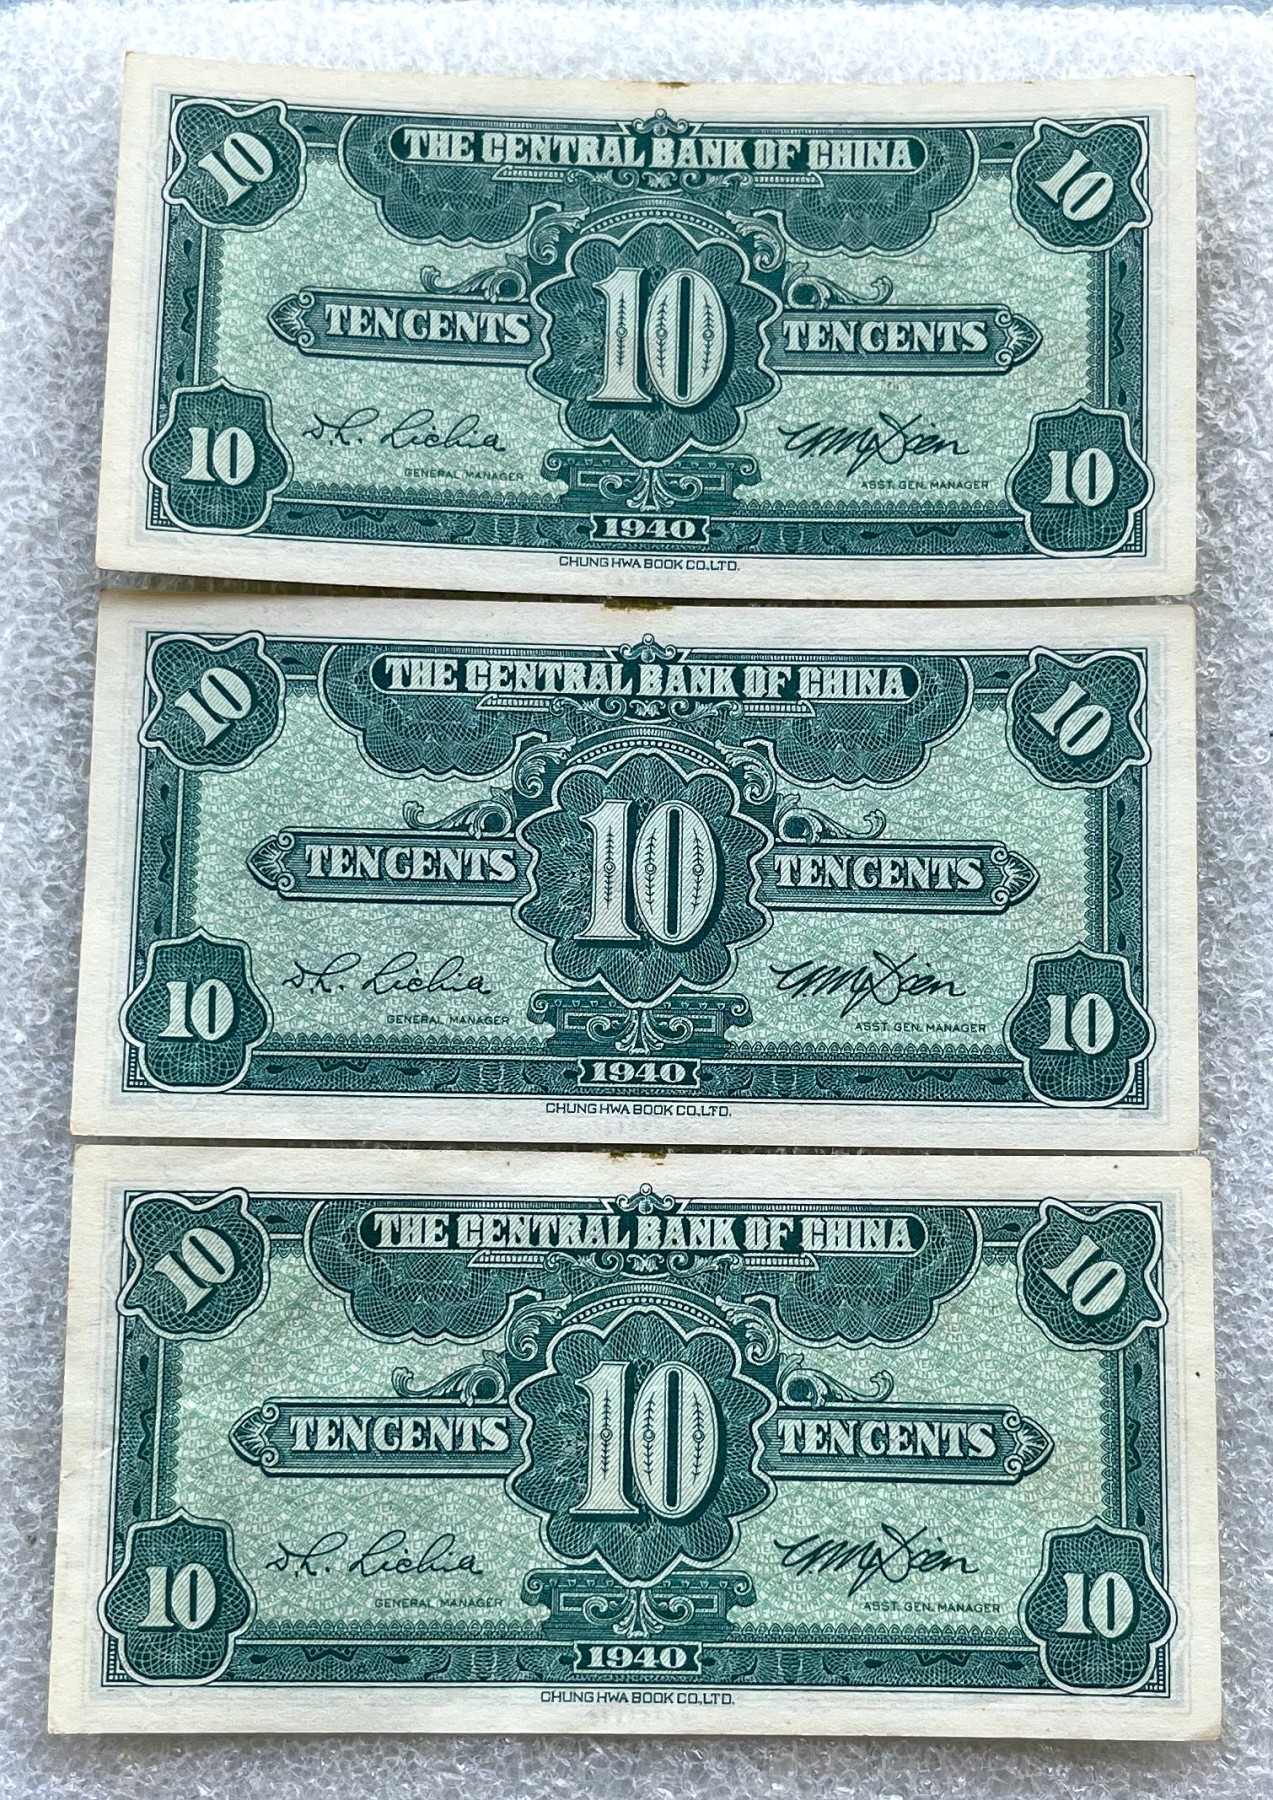 10 THE CENTRAL BANK OF CHINA 10
TEN CENTS 10 TEN CENTS
GENERAL MANAGER ASST. GEN. MANAGER
10 10
1940
CHUNG HWA BOOK CO.,LTD.
10 THE CENTRAL BANK OF CHINA 10
TEN CENTS 10 TEN CENTS
GENERAL MANAGER ASST. GEN. MANAGER
10 10
1940
CHUNG HWA BOOK CO.,LTD.
10 THE CENTRAL BANK OF CHINA 10
TEN CENTS 10 TEN CENTS
GENERAL MANAGER ASST. GEN. MANAGER
10 10
1940
CHUNG HWA BOOK CO.,LTD.